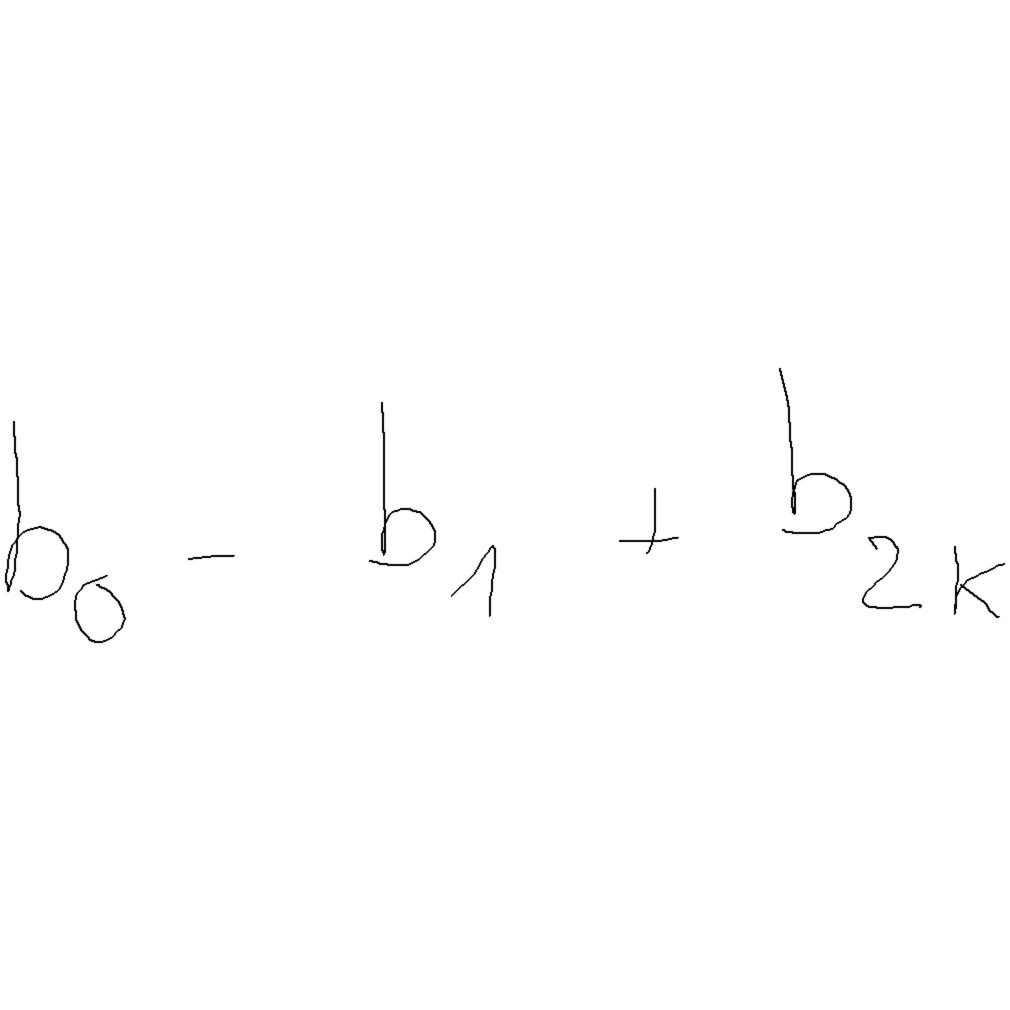 b₀ - b₁ + b₂ₖ